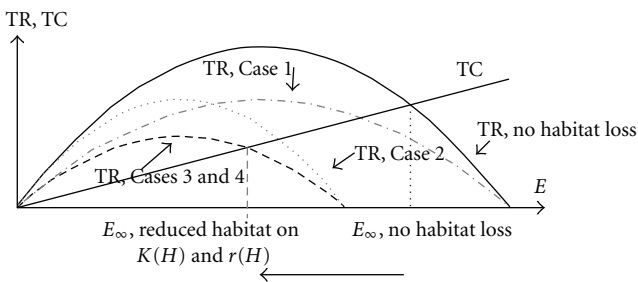 TR, TC
TR, Case 1
TC
TR, no habitat loss
TR, Case 2
TR, Cases 3 and 4
E
E∞, reduced habitat on
K(H) and r(H)
E∞, no habitat loss